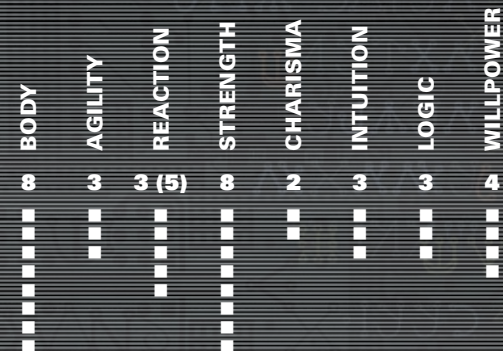 BODY AGILITY REACTION STRENGTH CHARISMA INTUITION LOGIC WILLPOWER
8 3 3 (5) 8 2 3 3 4